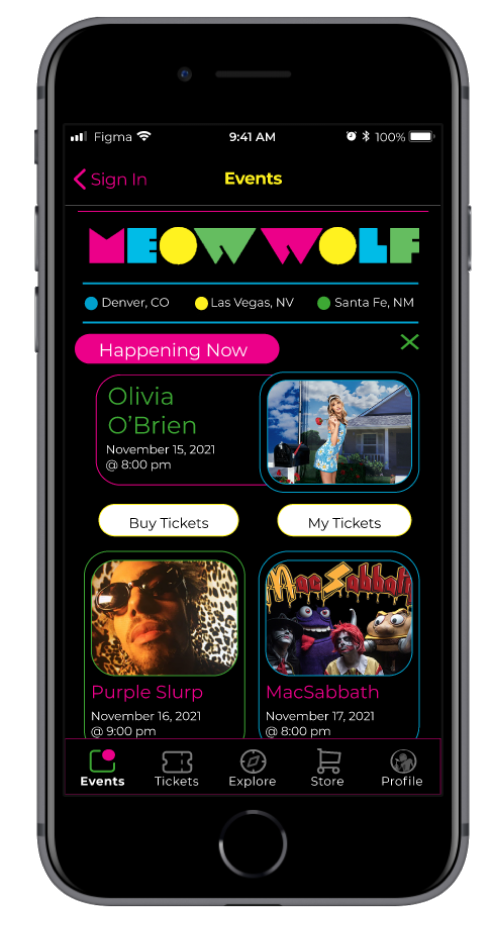 Figma 9:41 AM 100%
Sign In Events
MEOW WOLF
Denver, CO Las Vegas, NV Santa Fe, NM
Happening Now
Olivia
O'Brien
November 15, 2021
@ 8:00 pm
Buy Tickets My Tickets
Mac Sabbath
Purple Slurp MacSabbath
November 16, 2021 November 17, 2021
@ 9:00 pm @ 8:00 pm
Events Tickets Explore Store Profile